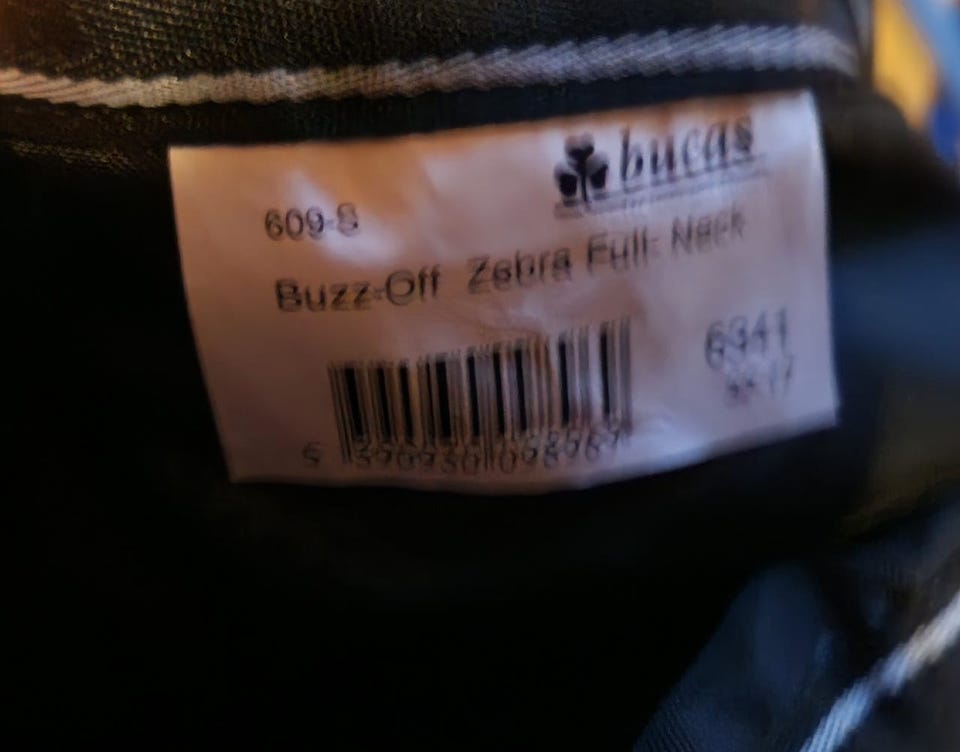 bucas
609-S
Buzz-Off Zebra Full- Neck
6341